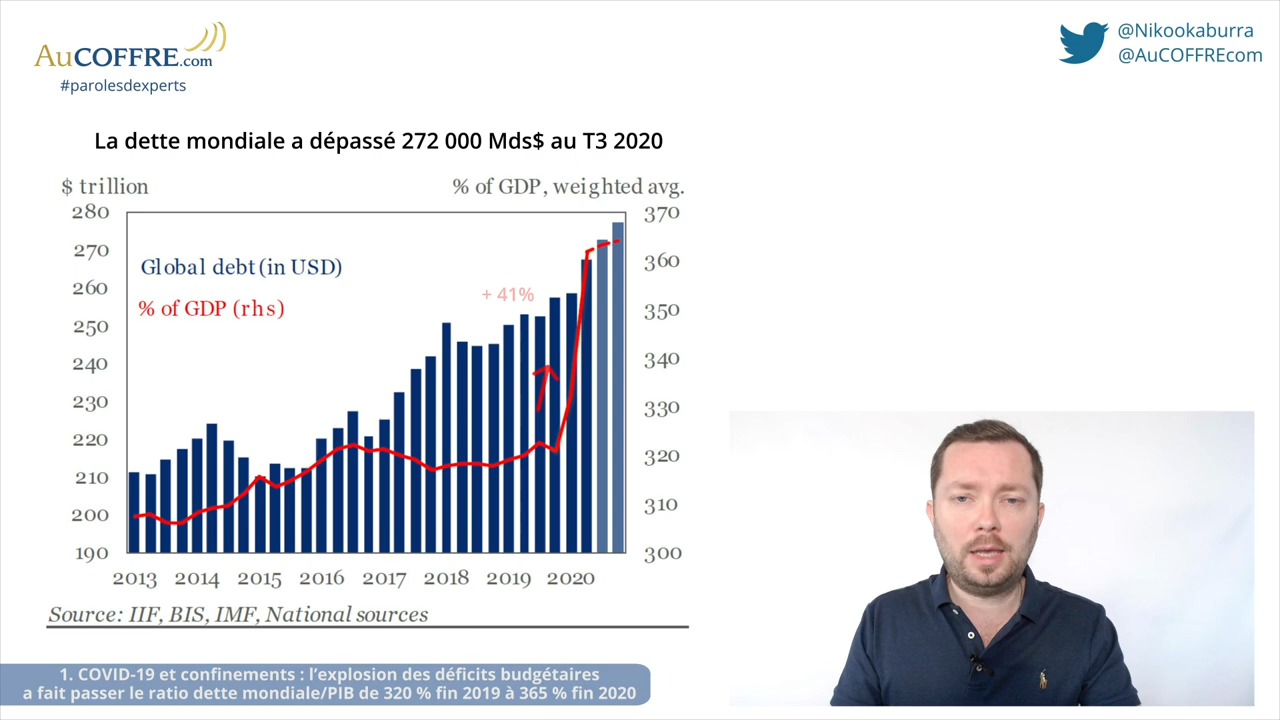 AuCOFFRE.com
#parolesdexperts
@Nikookaburra
@AuCOFFREcom
La dette mondiale a dépassé 272 000 Mds$ au T3 2020
$ trillion
% of GDP, weighted avg.
280
270
260
250
240
230
220
210
200
190
Global debt (in USD)
% of GDP (rhs)
+ 41%
370
360
350
340
330
320
310
300
2013 2014 2015 2016 2017 2018 2019 2020
Source: IIF, BIS, IMF, National sources
1. COVID-19 et confinements : l'explosion des déficits budgétaires
a fait passer le ratio dette mondiale/PIB de 320 % fin 2019 à 365 % fin 2020